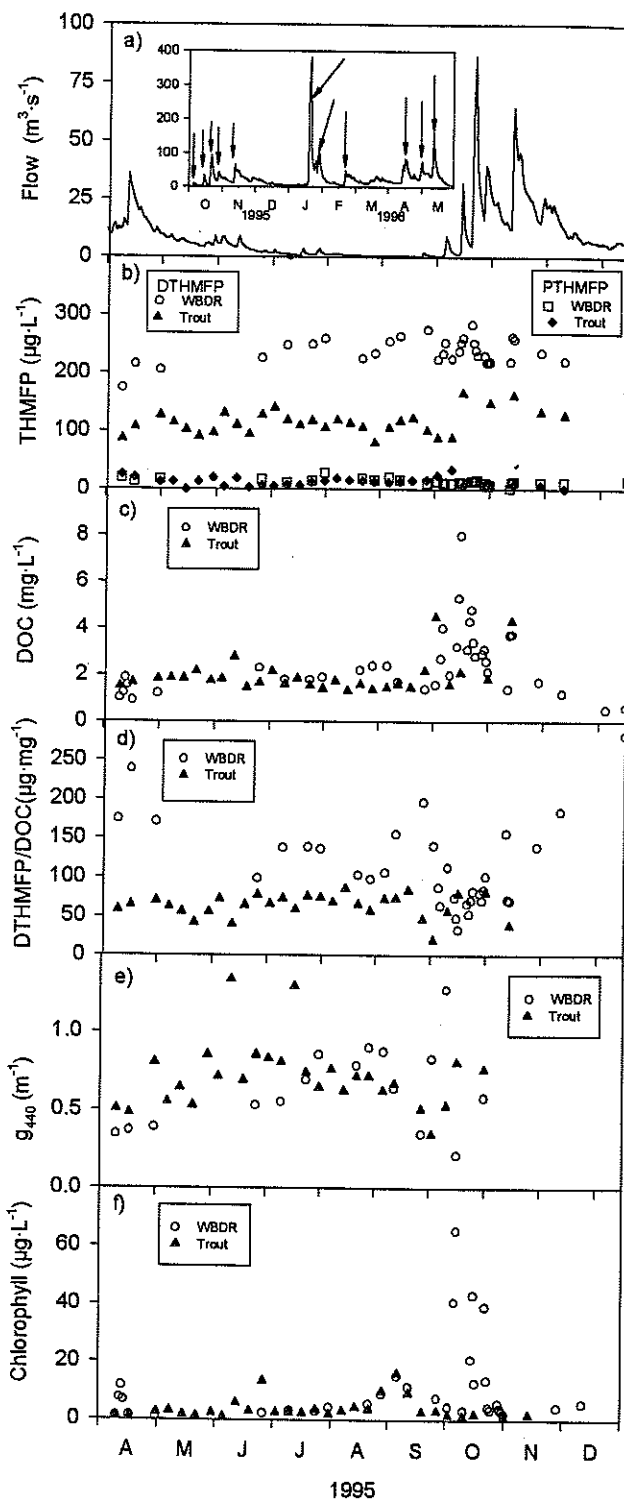 a)
Flow (m³·s⁻¹)
100
75
50
25
0
400
300
200
100
0
O N D J F M A M
1995 1996
b)
THMFP (µg·L⁻¹)
300
200
100
0
DTHMFP
WBDR
Trout
PTHMFP
WBDR
Trout
c)
DOC (mg·L⁻¹)
8
6
4
2
0
WBDR
Trout
d)
DTHMFP/DOC(µg·mg⁻¹)
250
200
150
100
50
0
WBDR
Trout
e)
g₄₄₀ (m⁻¹)
1.0
0.5
0.0
WBDR
Trout
f)
Chlorophyll (µg·L⁻¹)
60
40
20
0
WBDR
Trout
A M J J A S O N D
1995